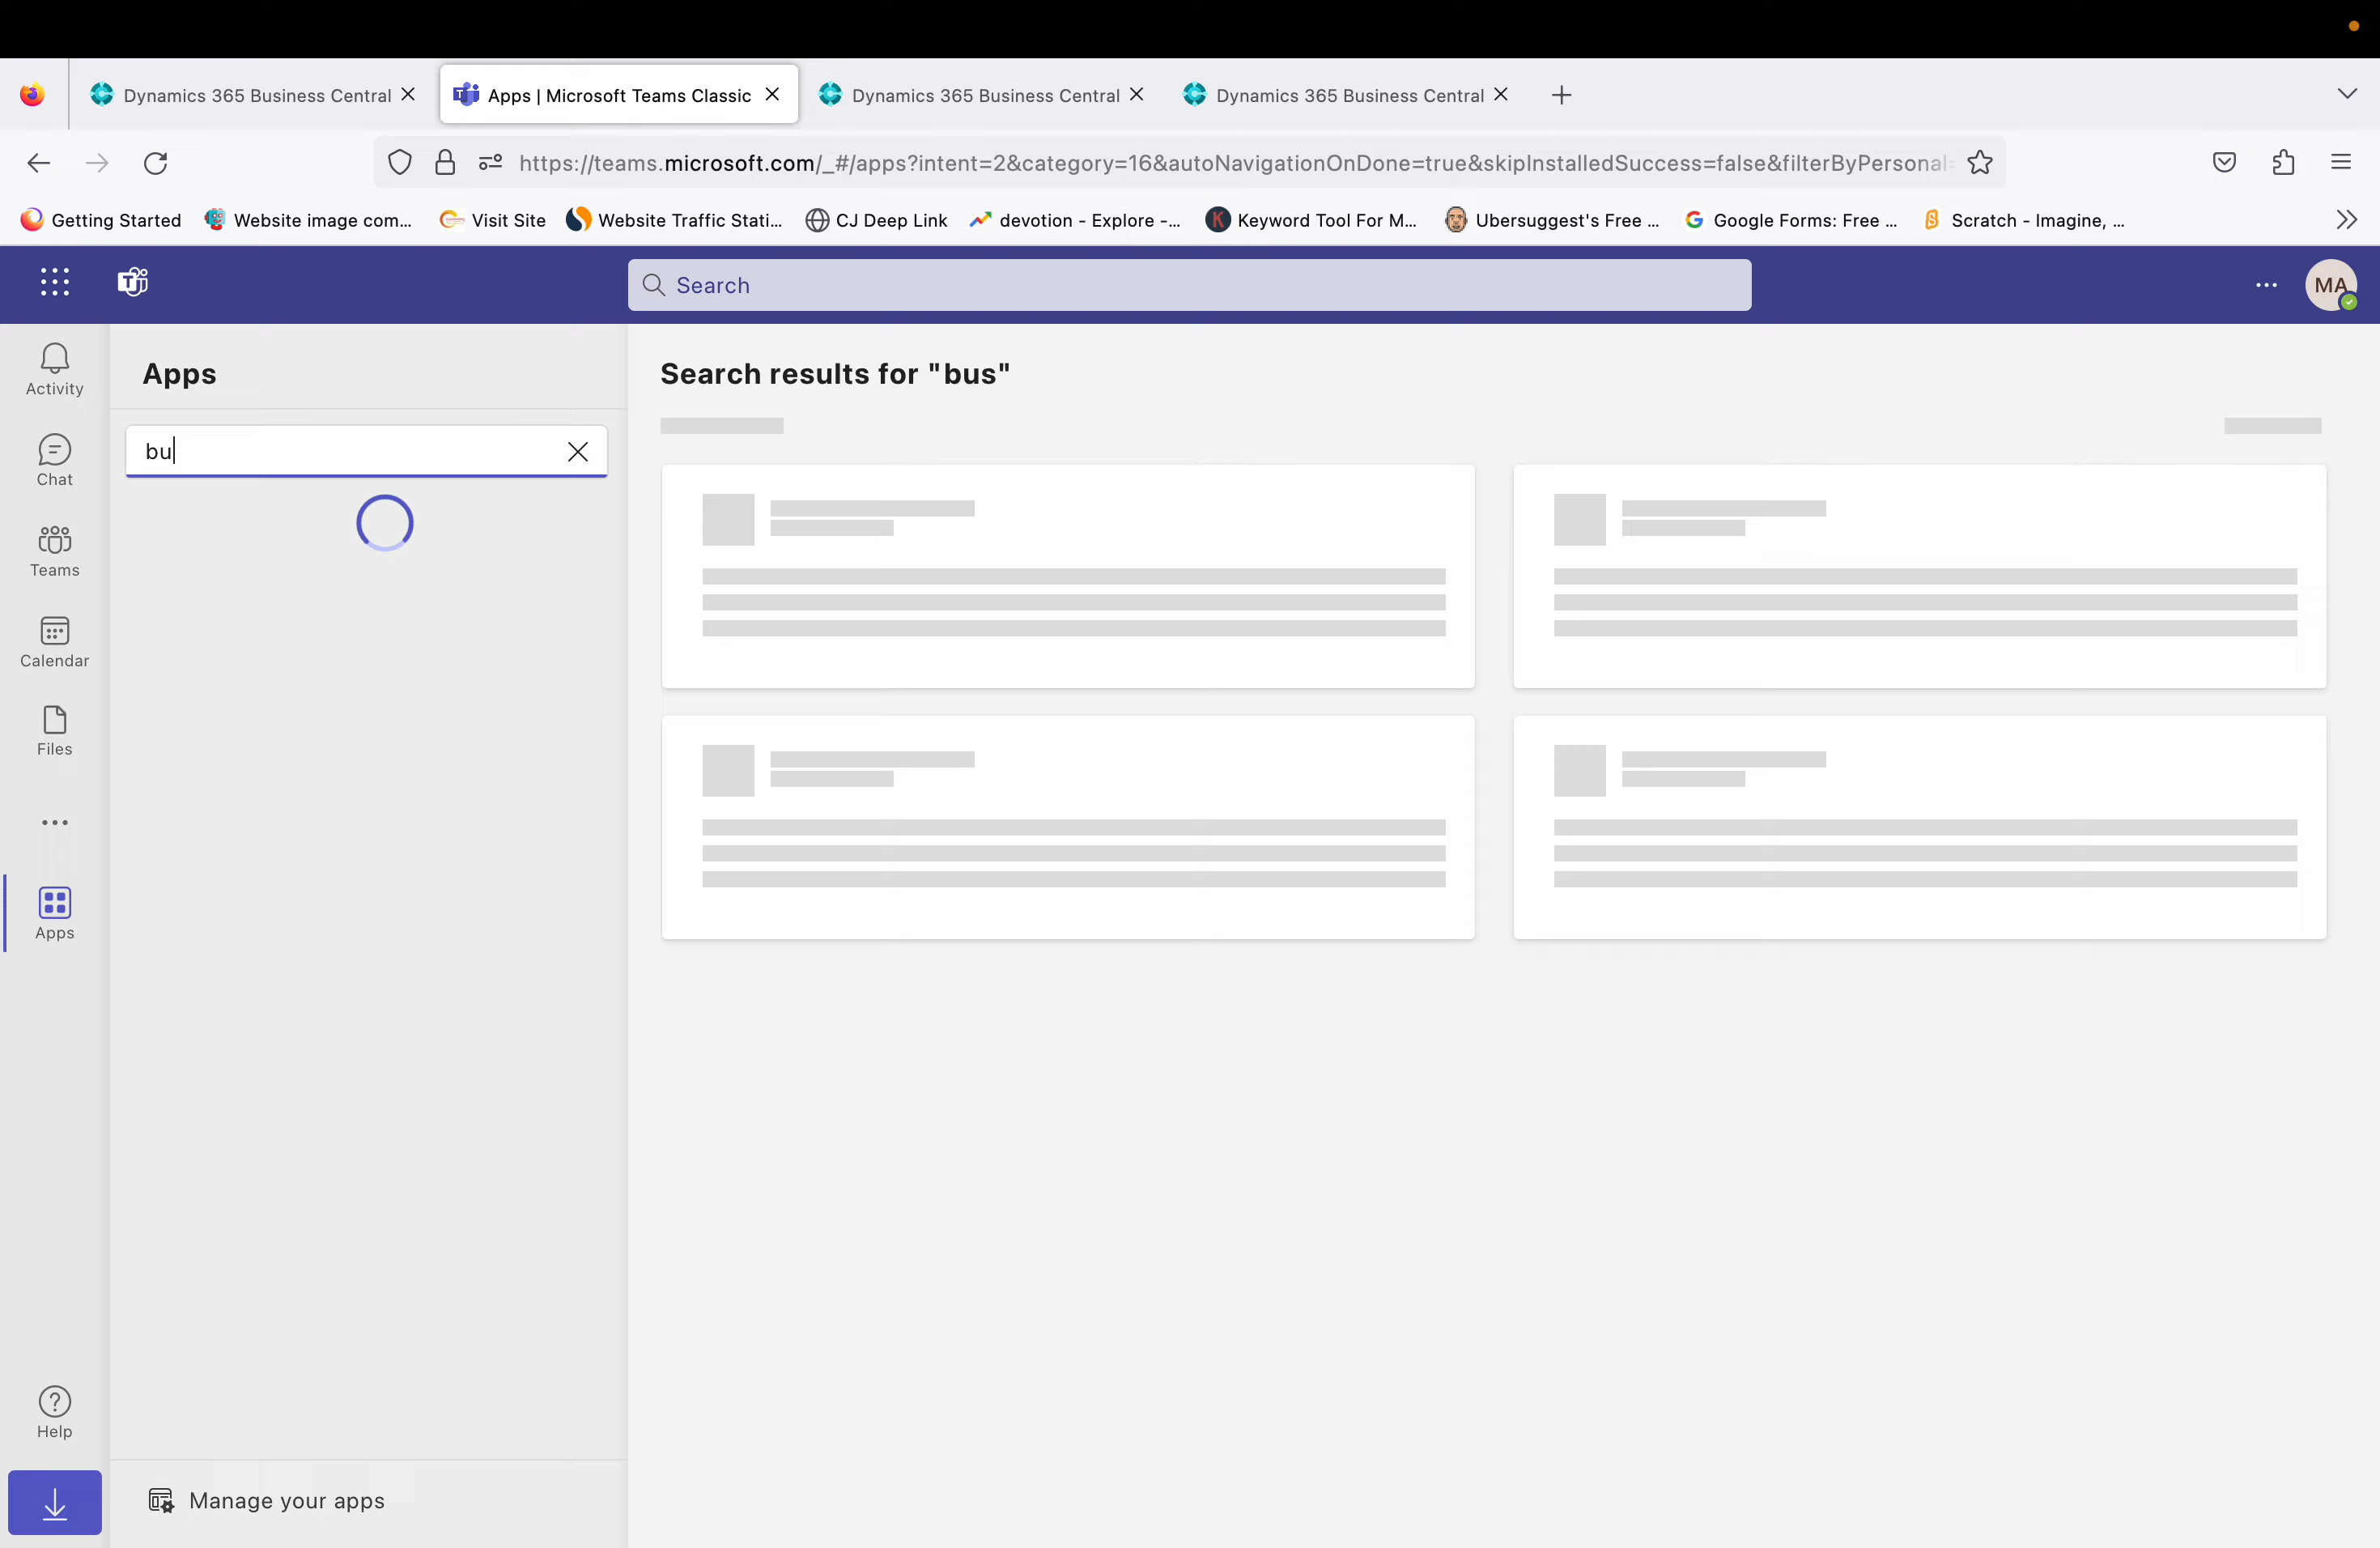 Dynamics 365 Business Central
Apps | Microsoft Teams Classic
Dynamics 365 Business Central
Dynamics 365 Business Central
https://teams.microsoft.com/_#/apps?intent=2&category=16&autoNavigationOnDone=true&skipInstalledSuccess=false&filterByPersonal=
Getting Started
Website image com...
Visit Site
Website Traffic Stati...
CJ Deep Link
devotion - Explore -...
Keyword Tool For M...
Ubersuggest's Free ...
Google Forms: Free ...
Scratch - Imagine, ...
Search
MA
Activity
Chat
Teams
Calendar
Files
Apps
Help
Apps
bu
Manage your apps
Search results for "bus"